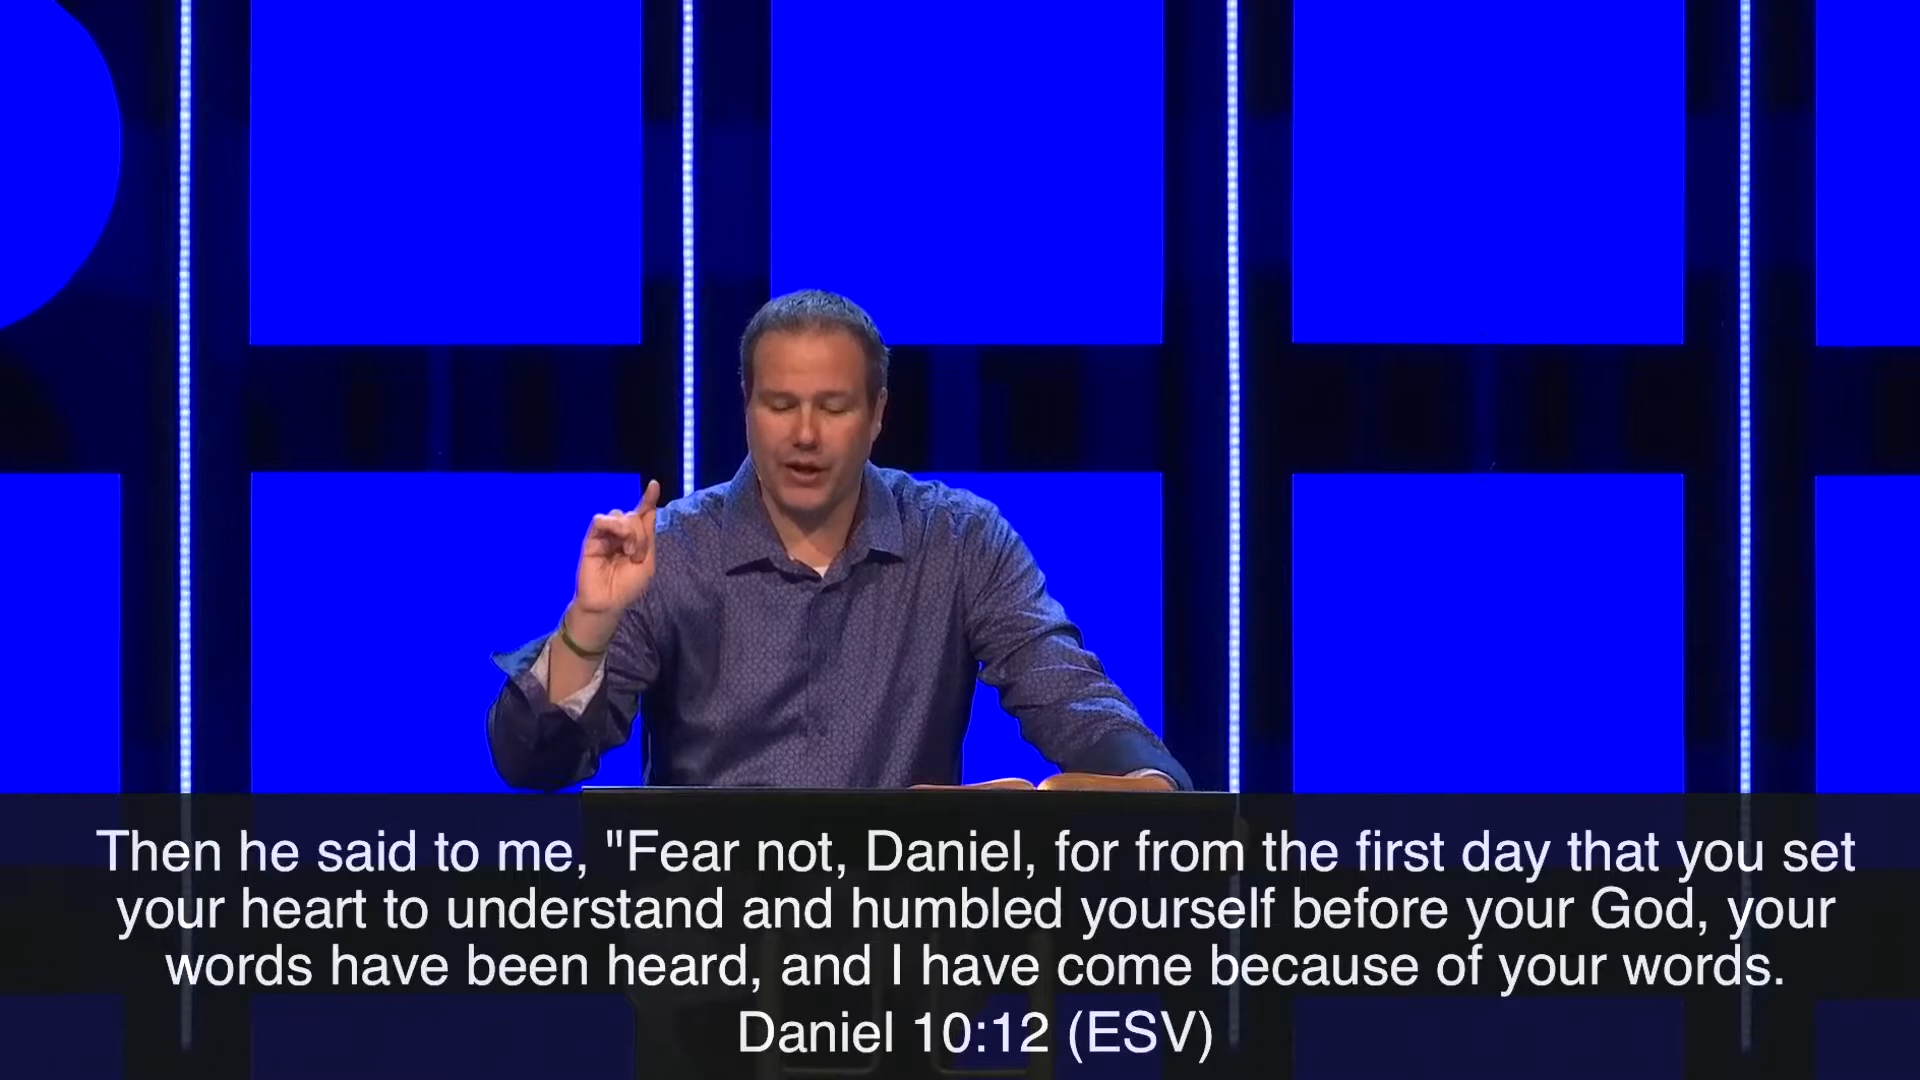 Then he said to me, "Fear not, Daniel, for from the first day that you set
your heart to understand and humbled yourself before your God, your
words have been heard, and I have come because of your words.
Daniel 10:12 (ESV)